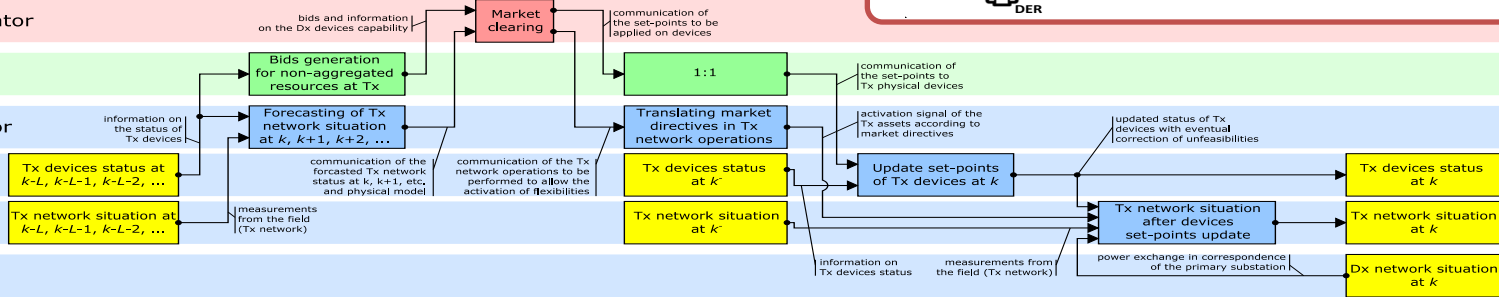 DER
ator
bids and information
on the Dx devices capability
Market
clearing
communication of
the set-points to be
applied on devices
Bids generation
for non-aggregated
resources at Tx
1:1
communication of
the set-points to
Tx physical devices
or
information on
the status of
Tx devices
Forecasting of Tx
network situation
at k, k+1, k+2, ...
Translating market
directives in Tx
network operations
activation signal of the
Tx assets according to
market directives
updated status of Tx
devices with eventual
correction of unfeasibilities
Tx devices status at
k-L, k-L-1, k-L-2, ...
communication of the
forcasted Tx network
status at k, k+1, etc.
and physical model
communication of the Tx
network operations to be
performed to allow the
activation of flexibilities
Tx devices status
at k-
Update set-points
of Tx devices at k
Tx devices status
at k
Tx network situation at
k-L, k-L-1, k-L-2, ...
measurements
from the field
(Tx network)
Tx network situation
at k-
Tx network situation
after devices
set-points update
Tx network situation
at k
information on
Tx devices status
measurements from
the field (Tx network)
power exchange in correspondence
of the primary substation
Dx network situation
at k